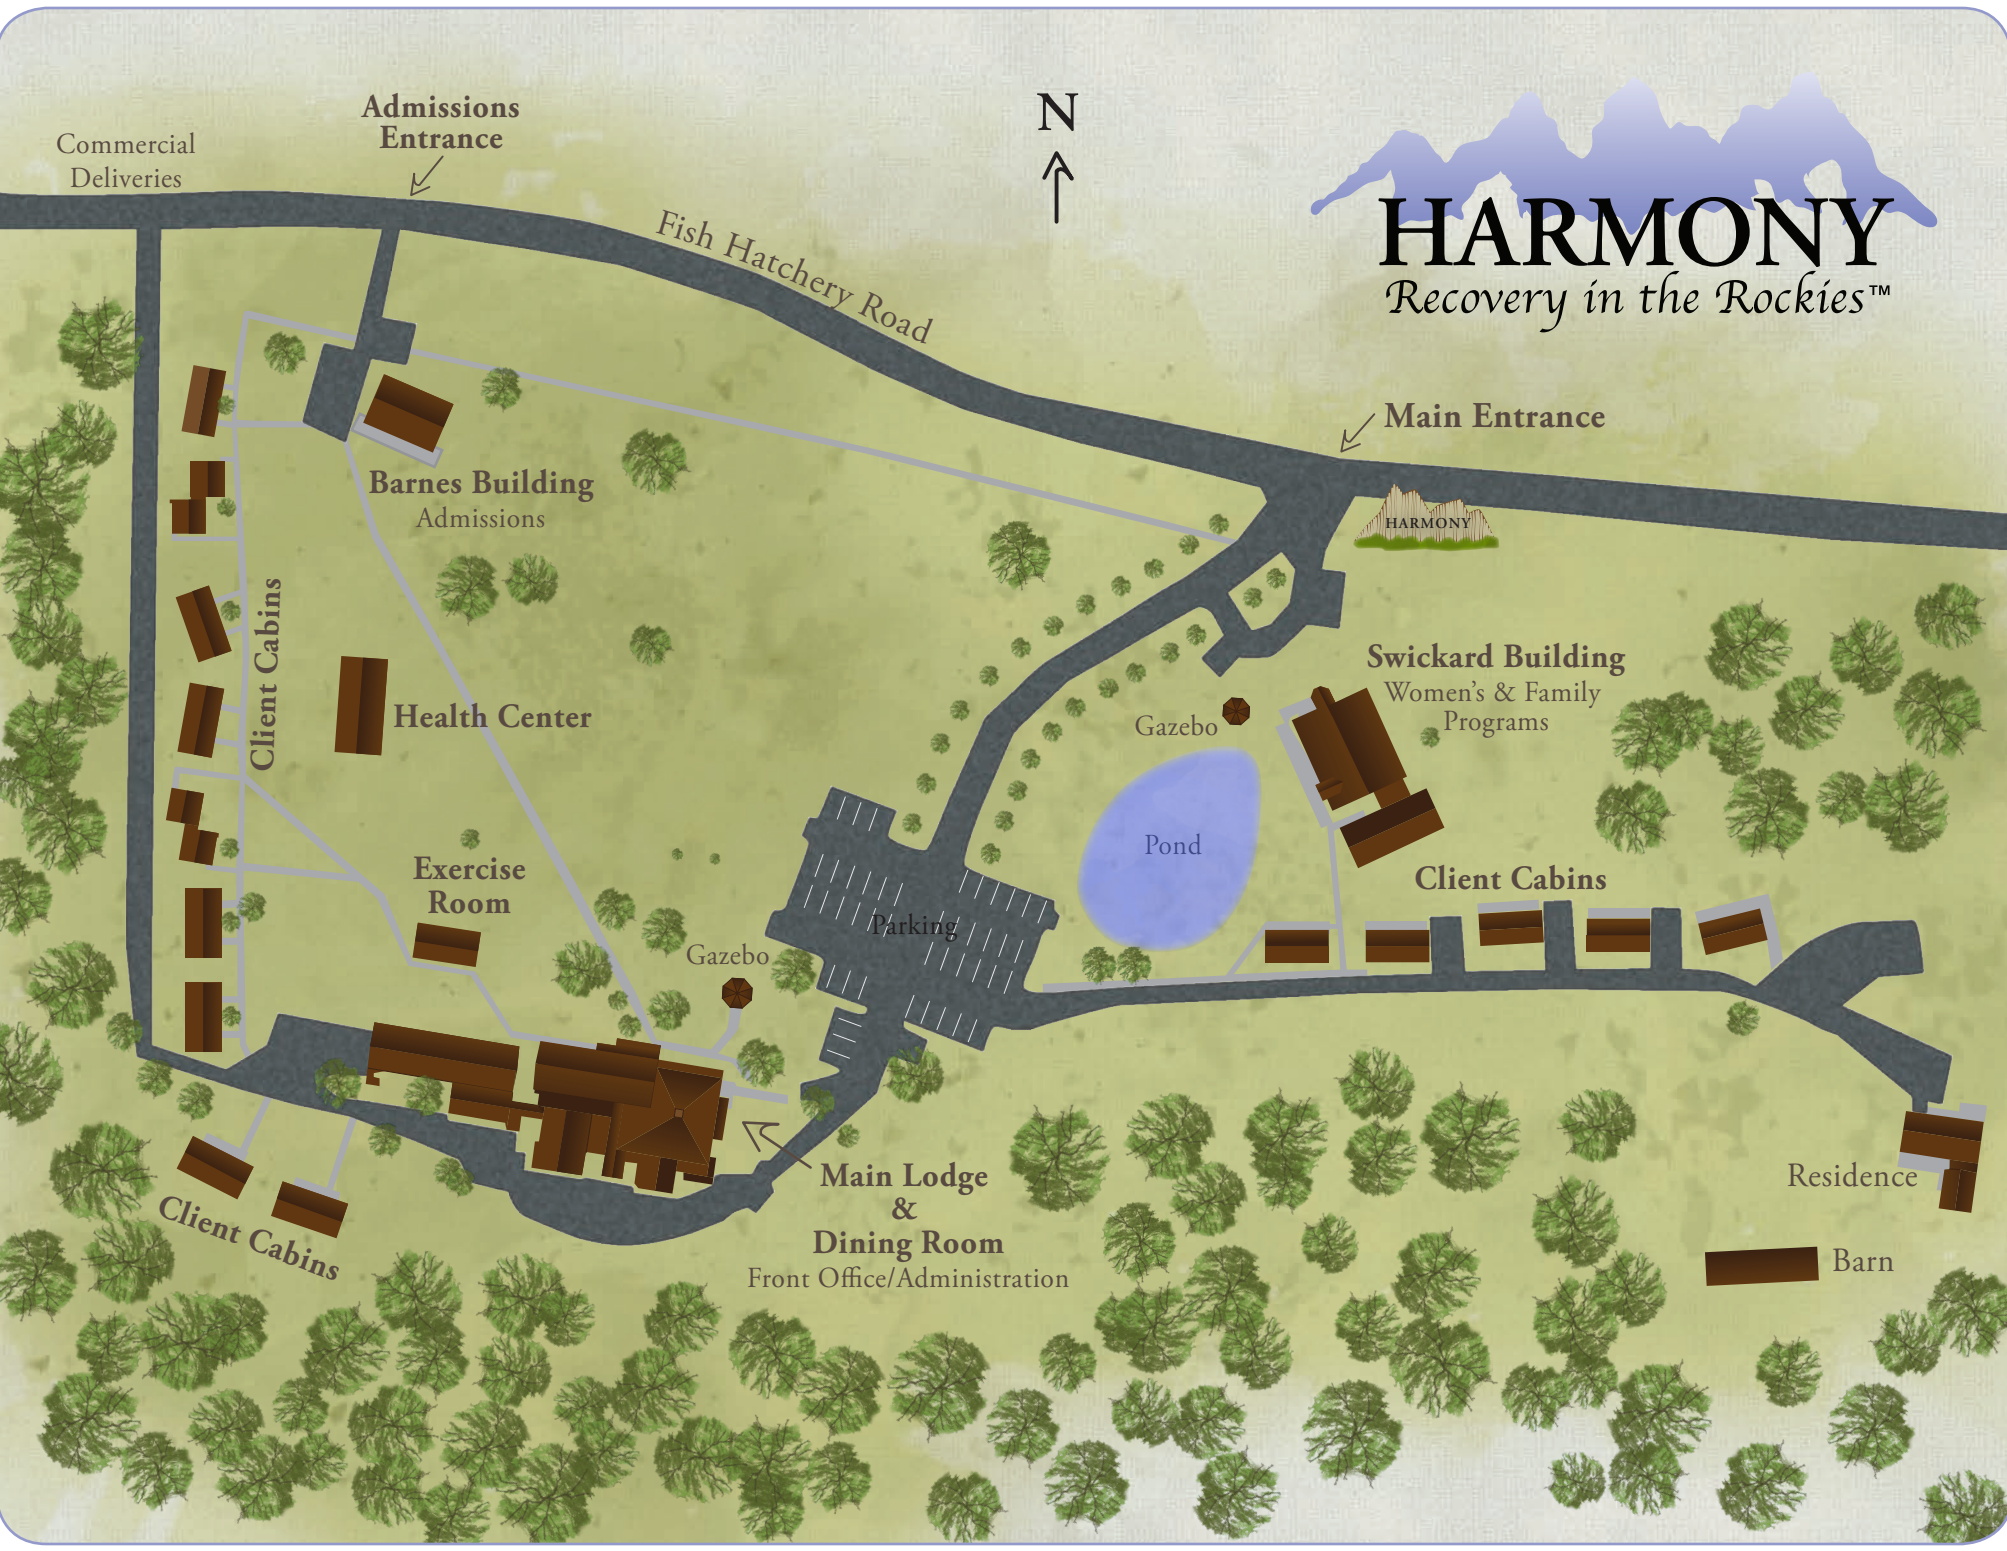 Commercial
Deliveries
Admissions
Entrance
N
HARMONY
Recovery in the Rockies™
Fish Hatchery Road
Main Entrance
HARMONY
Barnes Building
Admissions
Client Cabins
Health Center
Swickard Building
Women's & Family
Programs
Gazebo
Pond
Exercise
Room
Client Cabins
Parking
Gazebo
Main Lodge
&
Dining Room
Front Office/Administration
Client Cabins
Residence
Barn